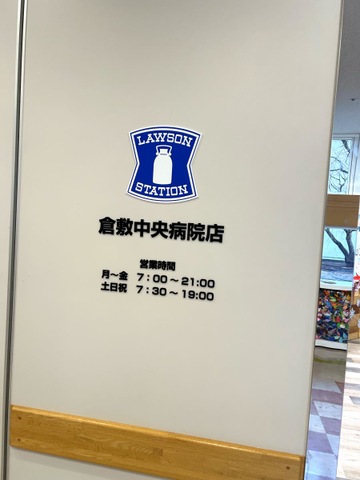 LAWSON
STATION
倉敷中央病院店
営業時間
月～金 7：00～21:00
土日祝 7：30～19:00